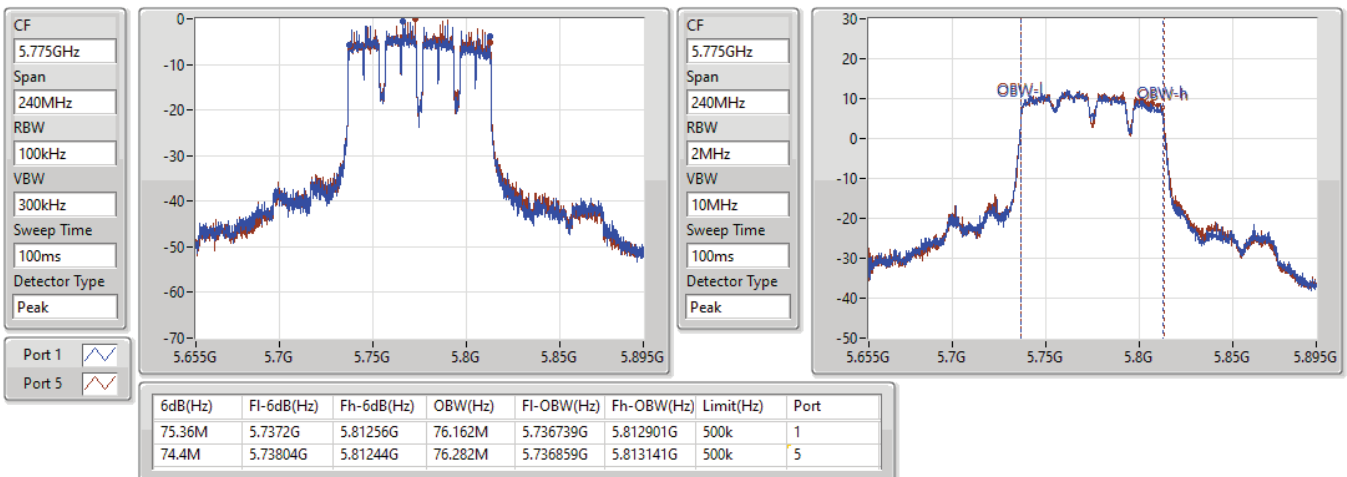 CF
5.775GHz
Span
240MHz
RBW
100kHz
VBW
300kHz
Sweep Time
100ms
Detector Type
Peak
0
-10
-20
-30
-40
-50
-60
-70
5.655G 5.7G 5.75G 5.8G 5.85G 5.895G
CF
5.775GHz
Span
240MHz
RBW
2MHz
VBW
10MHz
Sweep Time
100ms
Detector Type
Peak
30
20
10
0
-10
-20
-30
-40
-50
OBW-l OBW-h
5.655G 5.7G 5.75G 5.8G 5.85G 5.895G
Port 1
Port 5
6dB(Hz) Fl-6dB(Hz) Fh-6dB(Hz) OBW(Hz) Fl-OBW(Hz) Fh-OBW(Hz) Limit(Hz) Port
75.36M 5.7372G 5.81256G 76.162M 5.736739G 5.812901G 500k 1
74.4M 5.73804G 5.81244G 76.282M 5.736859G 5.813141G 500k 5